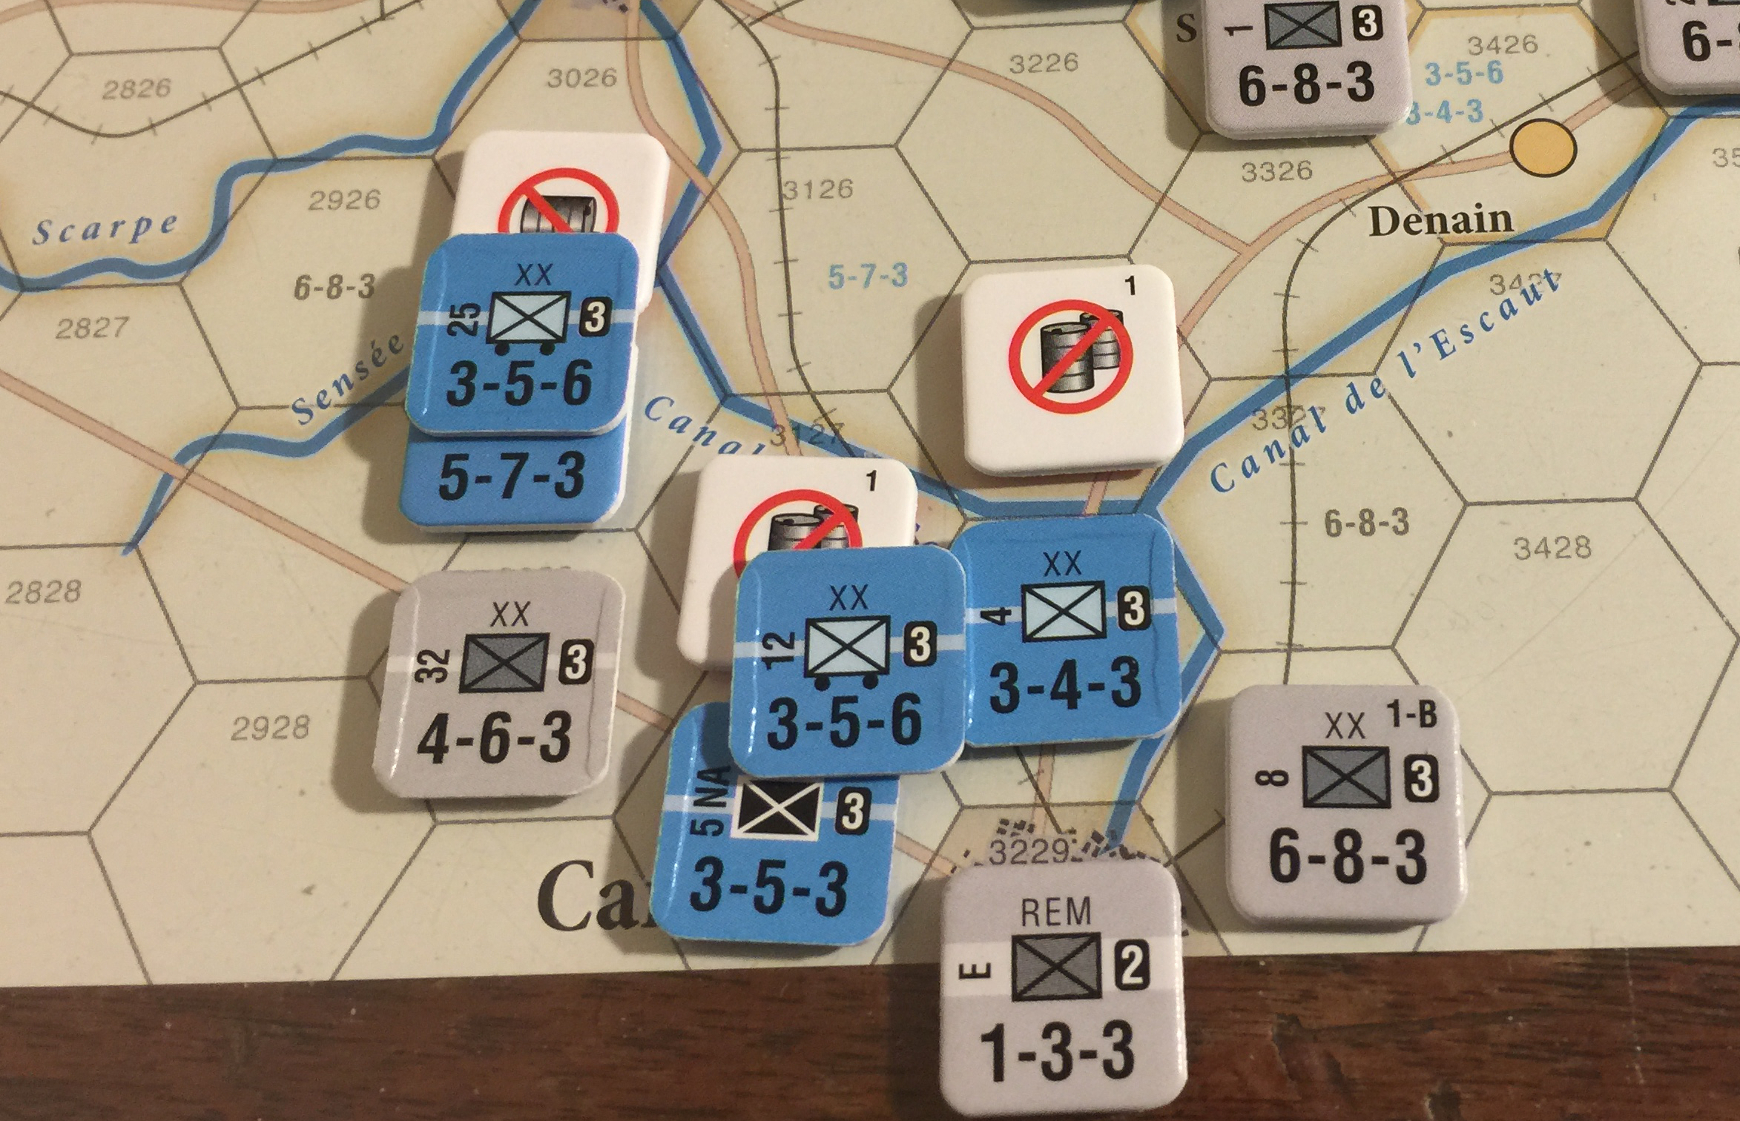 S
1
3
6-8-3
6-
3426
3-5-6
3-4-3
2826
3026
3226
3326
3126
2926
Scarpe
Denain
6-8-3
5-7-3
2827
XX
25
3
3-5-6
5-7-3
Sensée
Canal
3127
1
Canal de l'Escaut
6-8-3
3428
2828
1
XX
32
3
4-6-3
XX
12
3
3-5-6
XX
4
3
3-4-3
2928
XX
1-B
8
3
6-8-3
5 NA
3
3-5-3
Ca
3229
REM
E
2
1-3-3